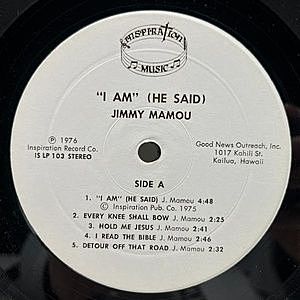 INSPIRATION
MUSIC
"I AM" (HE SAID)
JIMMY MAMOU
℗ 1976
Inspiration Record Co.
IS LP 103 STEREO
Good News Outreach, Inc.
1017 Kahili St.
Kailua, Hawaii
SIDE A
1. "I AM" (HE SAID) J. Mamou 4:48
© Inspiration Pub. Co. 1975
2. EVERY KNEE SHALL BOW J. Mamou 2:25
3. HOLD ME JESUS J. Mamou 2:41
4. I READ THE BIBLE J. Mamou 2:46
5. DETOUR OFF THAT ROAD J. Mamou 2:32